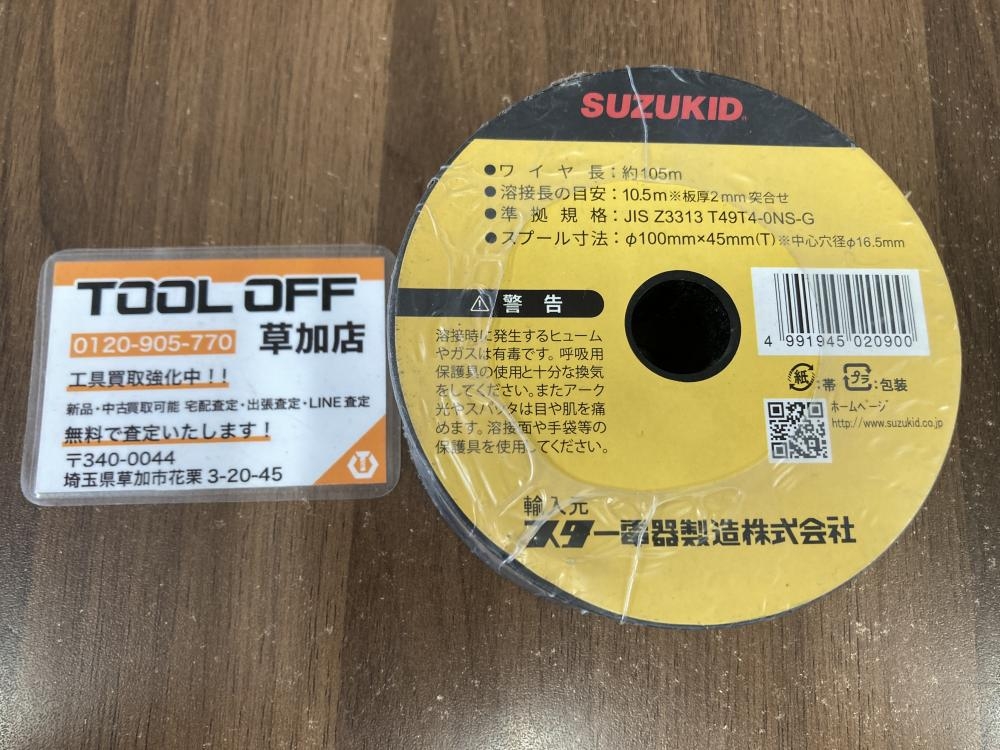 TOOL OFF
0120-905-770 草加店
工具買取強化中!!
新品・中古買取可能 宅配査定・出張査定・LINE査定
無料で査定いたします!
〒340-0044
埼玉県草加市花栗3-20-45
SUZUKID
●ワイヤ長:約105m
●溶接長の目安:10.5m※板厚2mm突合せ
●準拠規格:JIS Z3313 T49T4-0NS-G
●スプール寸法:φ100mm×45mm(T)※中心穴径φ16.5mm
警告
溶接時に発生するヒューム
やガスは有毒です。呼吸用
保護具の使用と十分な換気
をしてください。またアーク
光やスパッタは目や肌を痛
めます。溶接面や手袋等の
保護具を使用してください。
4 991945 020900
紙:帯 プラ:包装
ホームページ
http://www.suzukid.co.jp
輸入元
スター電器製造株式会社